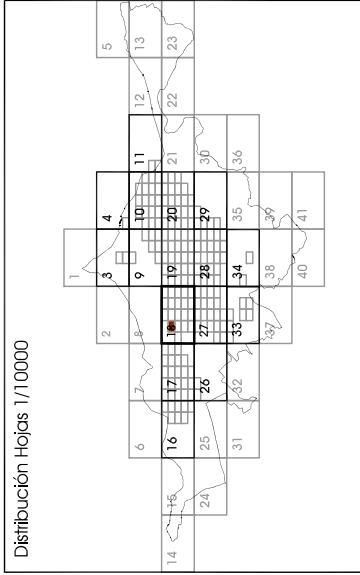 Distribución Hojas 1/10000
1
2 3 4 5
6 7 8 9 10 11 12 13
14 15 16 17 18 19 20 21 22 23
24 25 26 27 28 29 30
31 32 33 34 35 36
37 38 39
40 41